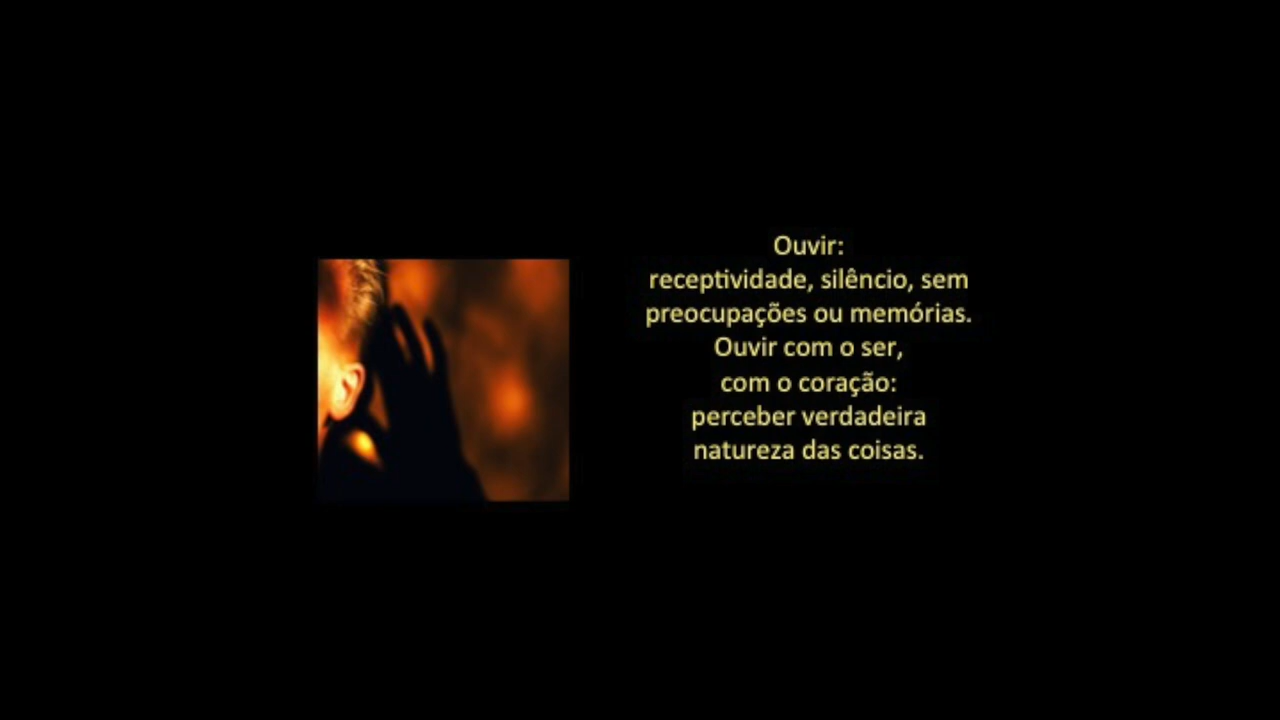 Ouvir:
receptividade, silêncio, sem
preocupações ou memórias.
Ouvir com o ser,
com o coração:
perceber verdadeira
natureza das coisas.